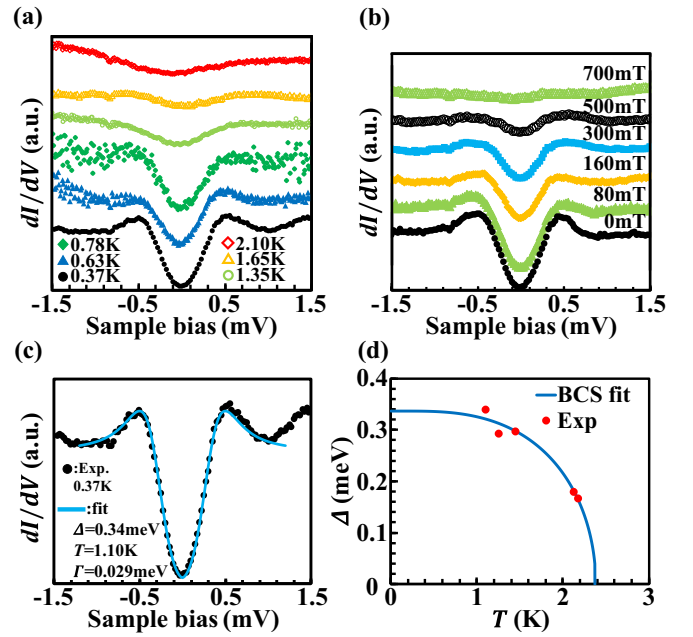 (a)
dI/dV (a.u.)
0.78K
0.63K
0.37K
2.10K
1.65K
1.35K
-1.5 -0.5 0.5 1.5
Sample bias (mV)
(b)
dI/dV (a.u.)
700mT
500mT
300mT
160mT
80mT
0mT
-1.5 -0.5 0.5 1.5
Sample bias (mV)
(c)
dI/dV (a.u.)
:Exp.
0.37K
:fit
Δ=0.34meV
T=1.10K
Γ=0.029meV
-1.5 -0.5 0.5 1.5
Sample bias (mV)
(d)
Δ (meV)
0.4
0.3
0.2
0.1
0
BCS fit
Exp
0 1 2 3
T (K)